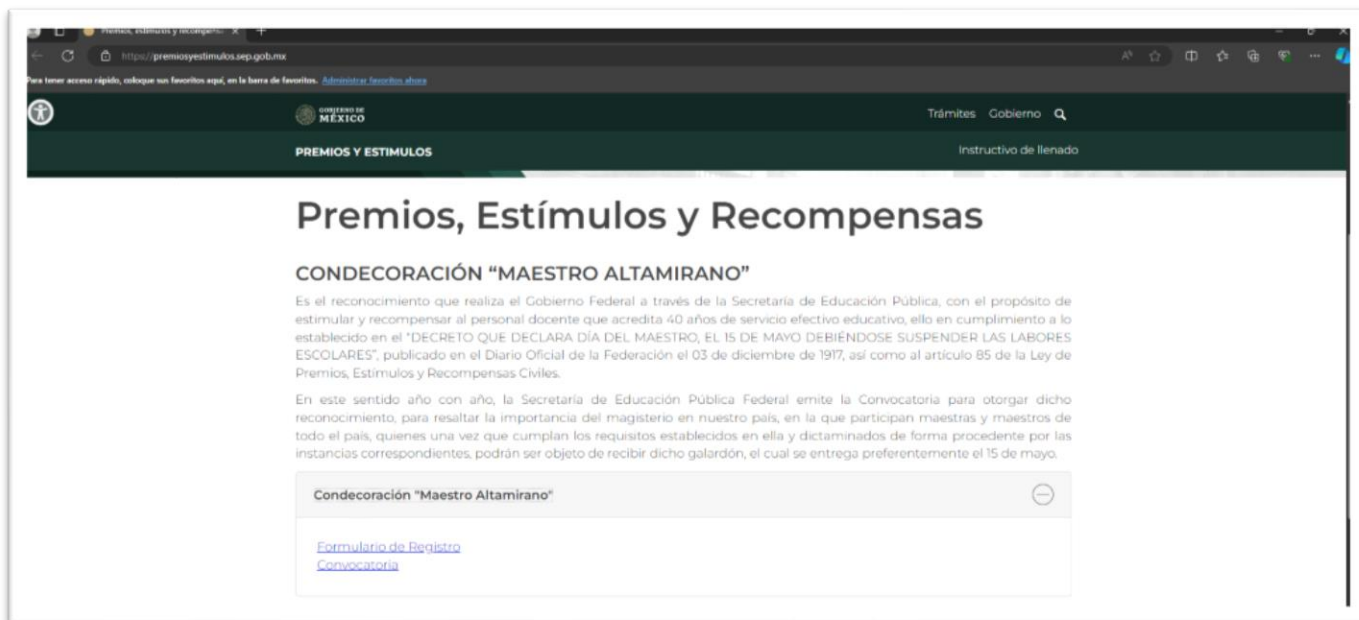 Premios, estímulos y recompens
https://premiosyestimulos.sep.gob.mx
Para tener acceso rápido, coloque sus favoritos aquí, en la barra de favoritos. Administrar favoritos ahora
GOBIERNO DE
MÉXICO
Trámites Gobierno
PREMIOS Y ESTIMULOS
Instructivo de llenado
Premios, Estímulos y Recompensas
CONDECORACIÓN “MAESTRO ALTAMIRANO”
Es el reconocimiento que realiza el Gobierno Federal a través de la Secretaría de Educación Pública, con el propósito de
estimular y recompensar al personal docente que acredita 40 años de servicio efectivo educativo, ello en cumplimiento a lo
establecido en el "DECRETO QUE DECLARA DÍA DEL MAESTRO, EL 15 DE MAYO DEBIÉNDOSE SUSPENDER LAS LABORES
ESCOLARES", publicado en el Diario Oficial de la Federación el 03 de diciembre de 1917, así como al artículo 85 de la Ley de
Premios, Estímulos y Recompensas Civiles.
En este sentido año con año, la Secretaría de Educación Pública Federal emite la Convocatoria para otorgar dicho
reconocimiento, para resaltar la importancia del magisterio en nuestro país, en la que participan maestras y maestros de
todo el país, quienes una vez que cumplan los requisitos establecidos en ella y dictaminados de forma procedente por las
instancias correspondientes, podrán ser objeto de recibir dicho galardón, el cual se entrega preferentemente el 15 de mayo.
Condecoración "Maestro Altamirano"
Formulario de Registro
Convocatoria